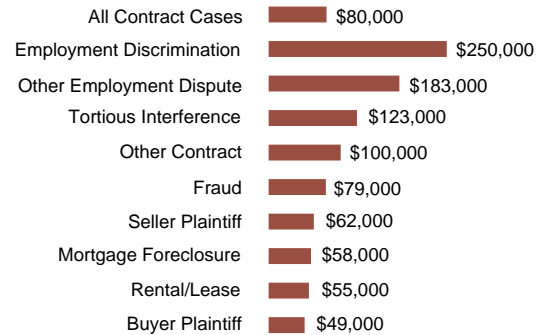 All Contract Cases $80,000
Employment Discrimination $250,000
Other Employment Dispute $183,000
Tortious Interference $123,000
Other Contract $100,000
Fraud $79,000
Seller Plaintiff $62,000
Mortgage Foreclosure $58,000
Rental/Lease $55,000
Buyer Plaintiff $49,000